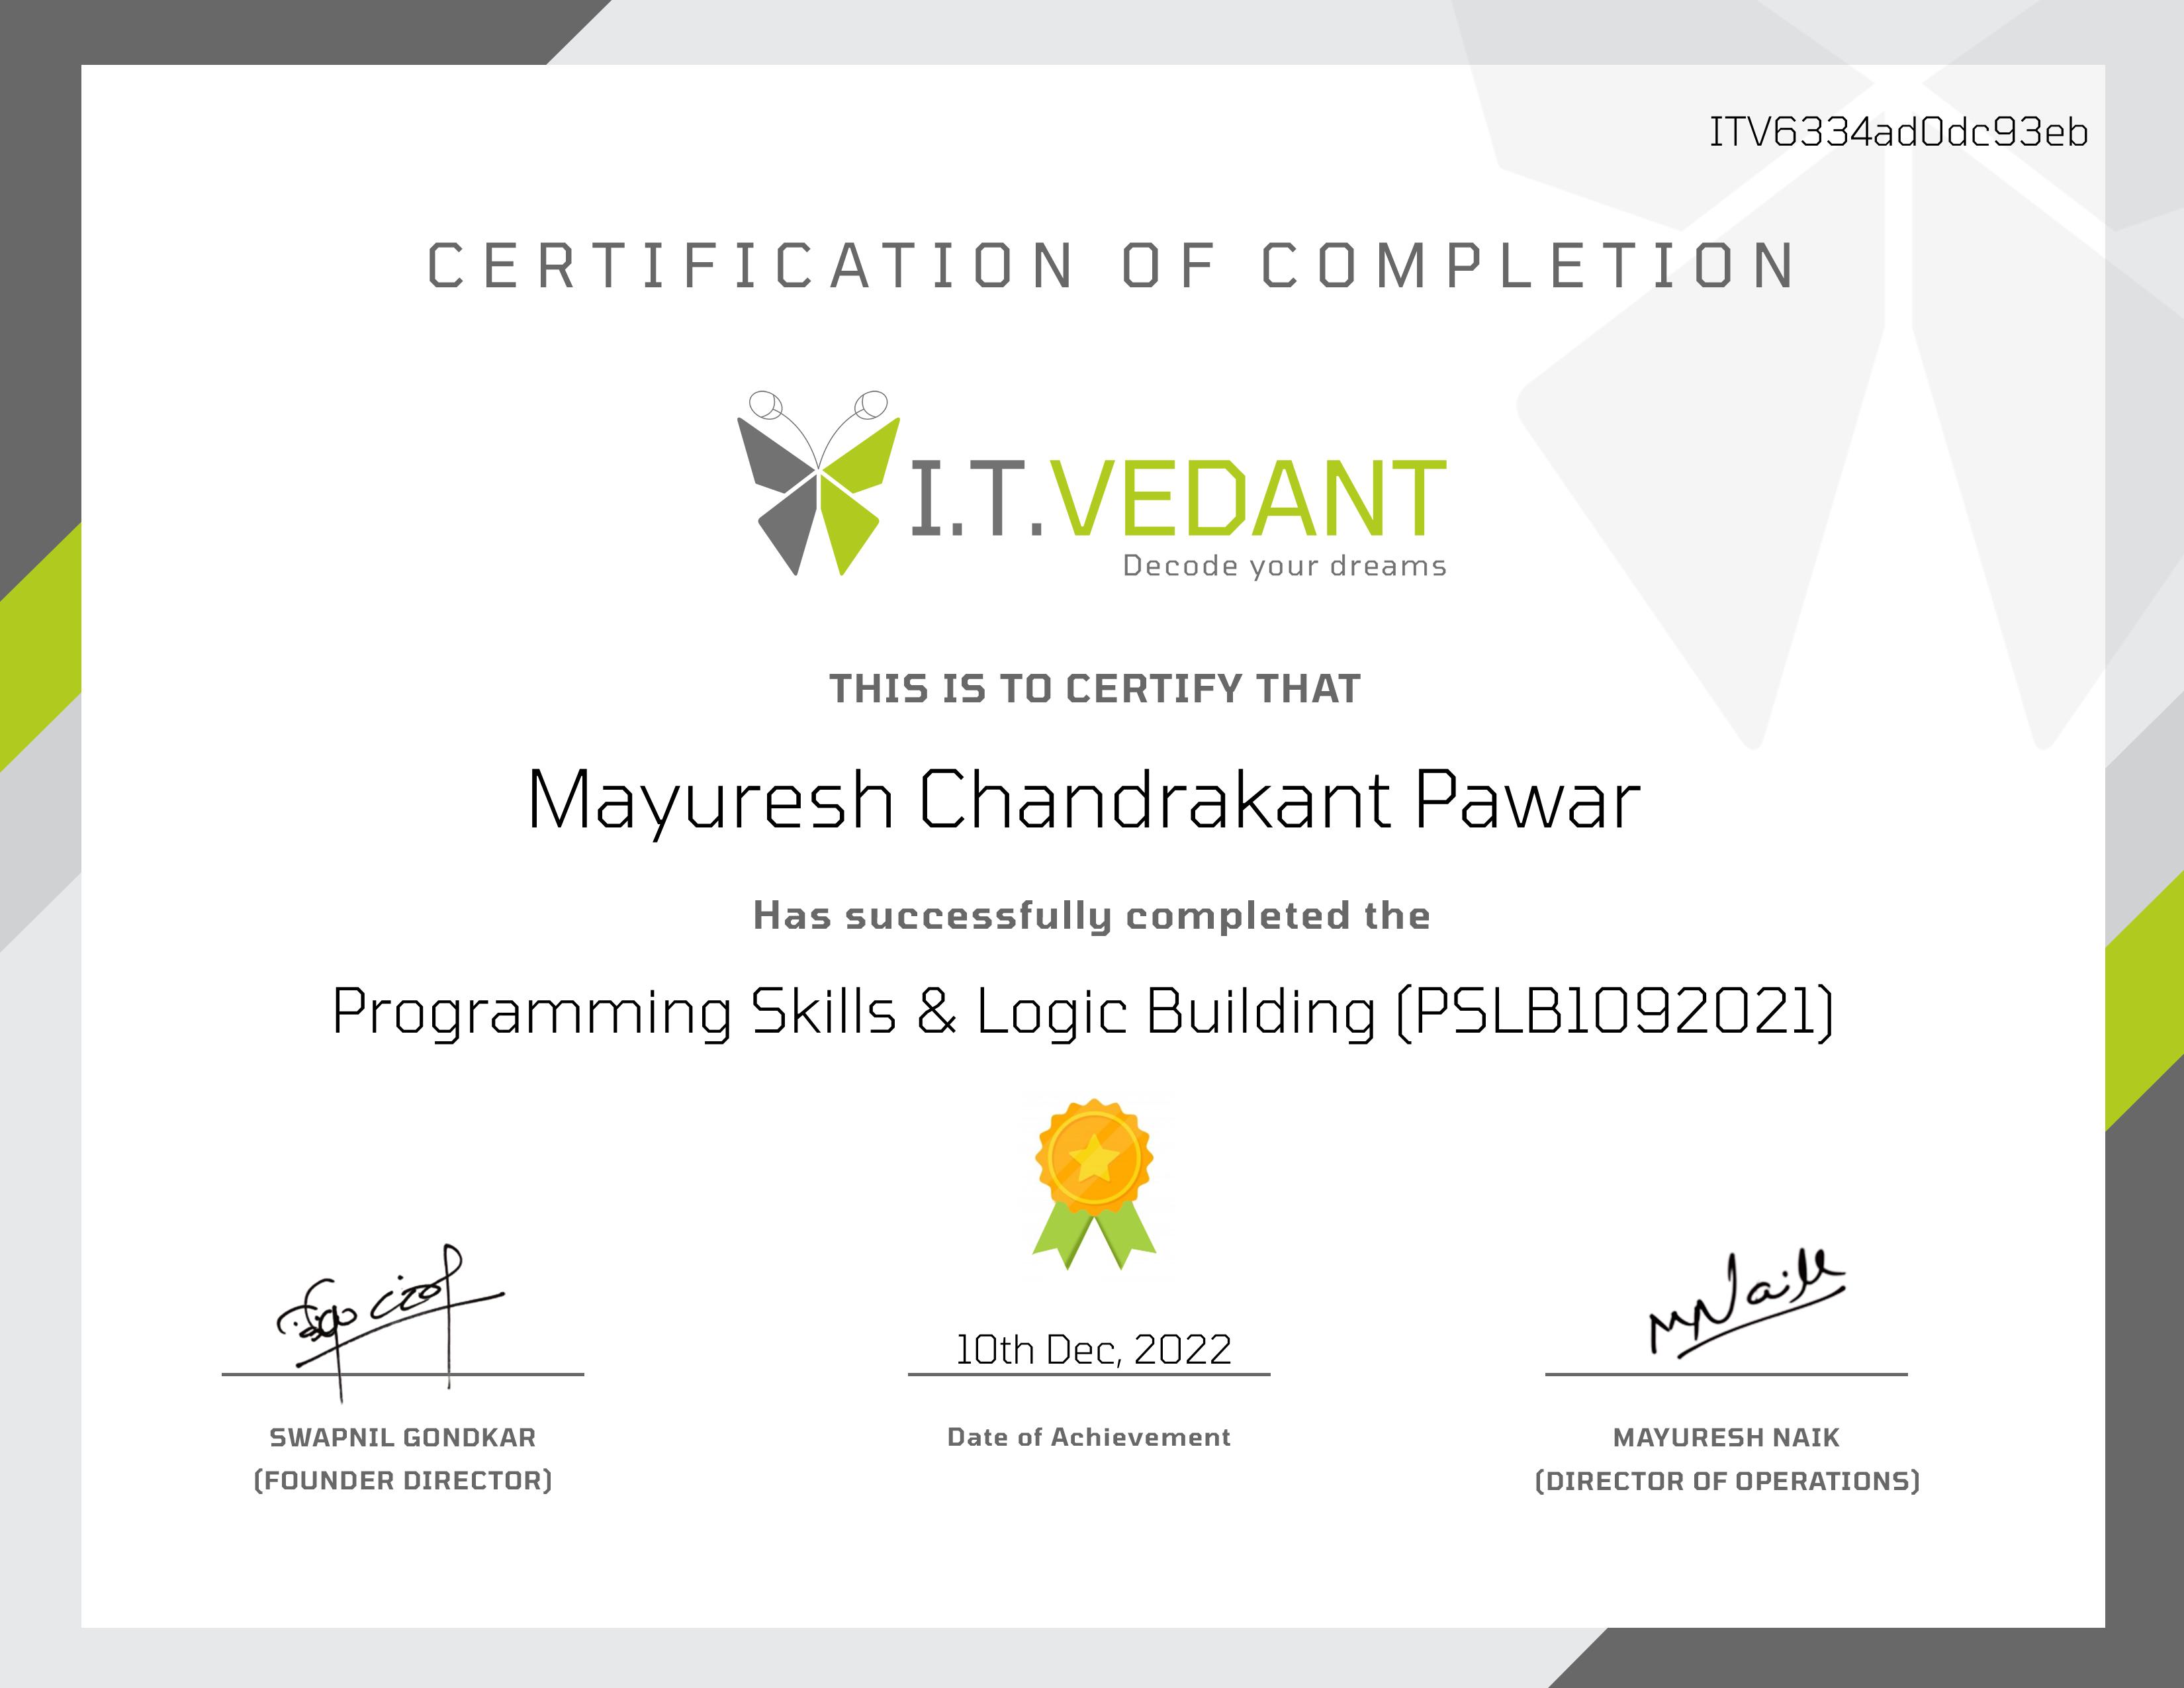 ITV6334ad0dc93eb
CERTIFICATION OF COMPLETION
I.T.VEDANT
Decode your dreams
THIS IS TO CERTIFY THAT
Mayuresh Chandrakant Pawar
Has successfully completed the
Programming Skills & Logic Building (PSLB1092021)
10th Dec, 2022
SWAPNIL GONDKAR
(FOUNDER DIRECTOR)
Date of Achievement
MAYURESH NAIK
(DIRECTOR OF OPERATIONS)